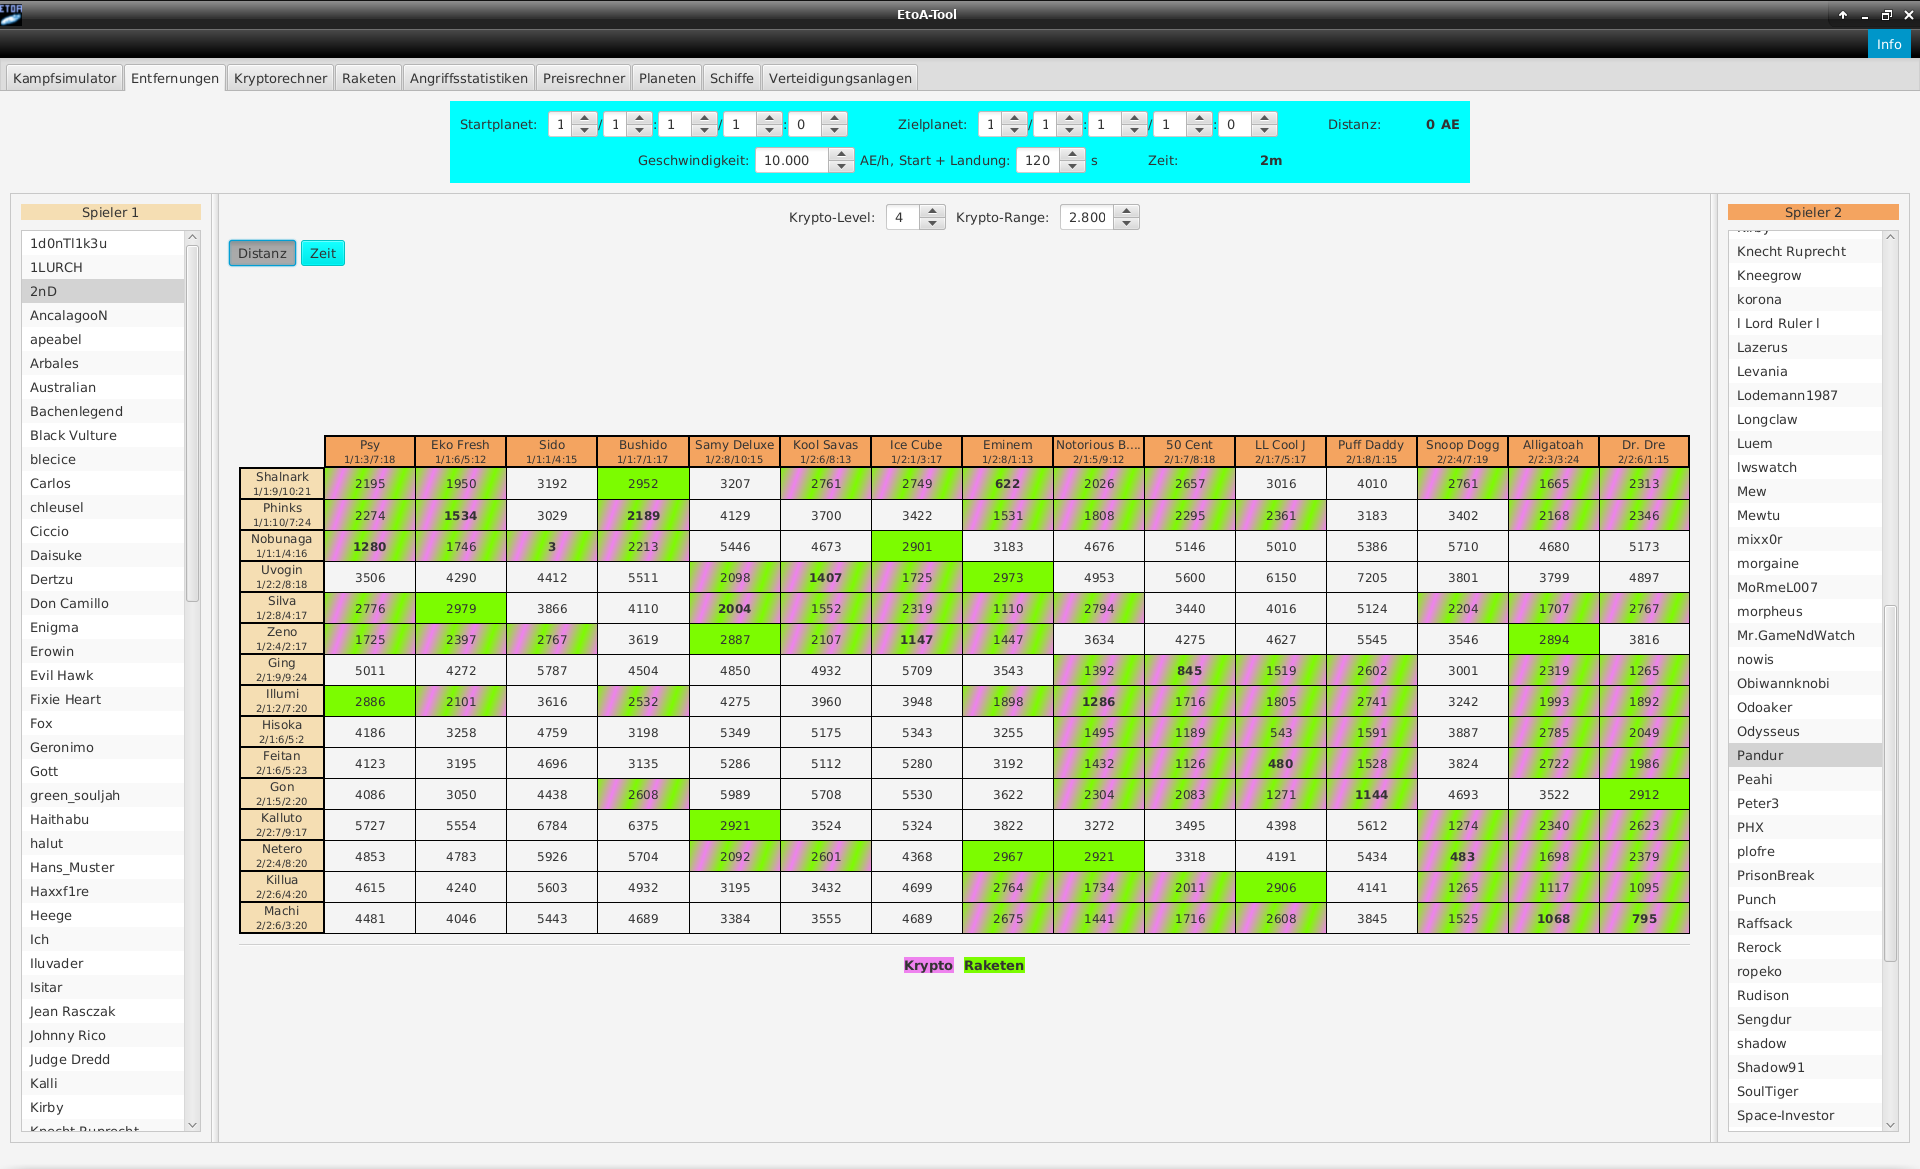 EtoA-Tool
Info
Kampfsimulator Entfernungen Kryptorechner Raketen Angriffsstatistiken Preisrechner Planeten Schiffe Verteidigungsanlagen
Startplanet: 1 / 1 : 1 / 1 : 0 Zielplanet: 1 / 1 : 1 / 1 : 0 Distanz: 0 AE
Geschwindigkeit: 10.000 AE/h, Start + Landung: 120 s Zeit: 2m
Spieler 1
1d0nTl1k3u
1LURCH
2nD
AncalagooN
apeabel
Arbales
Australian
Bachenlegend
Black Vulture
blecice
Carlos
chleusel
Ciccio
Daisuke
Dertzu
Don Camillo
Enigma
Erowin
Evil Hawk
Fixie Heart
Fox
Geronimo
Gott
green_souljah
Haithabu
halut
Hans_Muster
Haxxf1re
Heege
Ich
Iluvader
Isitar
Jean Rasczak
Johnny Rico
Judge Dredd
Kalli
Kirby
Knecht Ruprecht
Krypto-Level: 4 Krypto-Range: 2.800
Distanz Zeit
Psy Eko Fresh Sido Bushido Samy Deluxe Kool Savas Ice Cube Eminem Notorious B.... 50 Cent LL Cool J Puff Daddy Snoop Dogg Alligatoah Dr. Dre
1/1:3/7:18 1/1:6/5:12 1/1:1/4:15 1/1:7/1:17 1/2:8/10:15 1/2:6/8:13 1/2:1/3:17 1/2:8/1:13 2/1:5/9:12 2/1:7/8:18 2/1:7/5:17 2/1:8/1:15 2/2:4/7:19 2/2:3/3:24 2/2:6/1:15
Shalnark
1/1:9/10:21
2195 1950 3192 2952 3207 2761 2749 622 2026 2657 3016 4010 2761 1665 2313
Phinks
1/1:10/7:24
2274 1534 3029 2189 4129 3700 3422 1531 1808 2295 2361 3183 3402 2168 2346
Nobunaga
1/1:1/4:16
1280 1746 3 2213 5446 4673 2901 3183 4676 5146 5010 5386 5710 4680 5173
Uvogin
1/2:2/8:18
3506 4290 4412 5511 2098 1407 1725 2973 4953 5600 6150 7205 3801 3799 4897
Silva
1/2:8/4:17
2776 2979 3866 4110 2004 1552 2319 1110 2794 3440 4016 5124 2204 1707 2767
Zeno
1/2:4/2:17
1725 2397 2767 3619 2887 2107 1147 1447 3634 4275 4627 5545 3546 2894 3816
Ging
2/1:9/9:24
5011 4272 5787 4504 4850 4932 5709 3543 1392 845 1519 2602 3001 2319 1265
Illumi
2/1:2/7:20
2886 2101 3616 2532 4275 3960 3948 1898 1286 1716 1805 2741 3242 1993 1892
Hisoka
2/1:6/5:2
4186 3258 4759 3198 5349 5175 5343 3255 1495 1189 543 1591 3887 2785 2049
Feitan
2/1:6/5:23
4123 3195 4696 3135 5286 5112 5280 3192 1432 1126 480 1528 3824 2722 1986
Gon
2/1:5/2:20
4086 3050 4438 2608 5989 5708 5530 3622 2304 2083 1271 1144 4693 3522 2912
Kalluto
2/2:7/9:17
5727 5554 6784 6375 2921 3524 5324 3822 3272 3495 4398 5612 1274 2340 2623
Netero
2/2:4/8:20
4853 4783 5926 5704 2092 2601 4368 2967 2921 3318 4191 5434 483 1698 2379
Killua
2/2:6/4:20
4615 4240 5603 4932 3195 3432 4699 2764 1734 2011 2906 4141 1265 1117 1095
Machi
2/2:6/3:20
4481 4046 5443 4689 3384 3555 4689 2675 1441 1716 2608 3845 1525 1068 795
Krypto Raketen
Spieler 2
Kirby
Knecht Ruprecht
Kneegrow
korona
l Lord Ruler l
Lazerus
Levania
Lodemann1987
Longclaw
Luem
lwswatch
Mew
Mewtu
mixx0r
morgaine
MoRmeL007
morpheus
Mr.GameNdWatch
nowis
Obiwannknobi
Odoaker
Odysseus
Pandur
Peahi
Peter3
PHX
plofre
PrisonBreak
Punch
Raffsack
Rerock
ropeko
Rudison
Sengdur
shadow
Shadow91
SoulTiger
Space-Investor